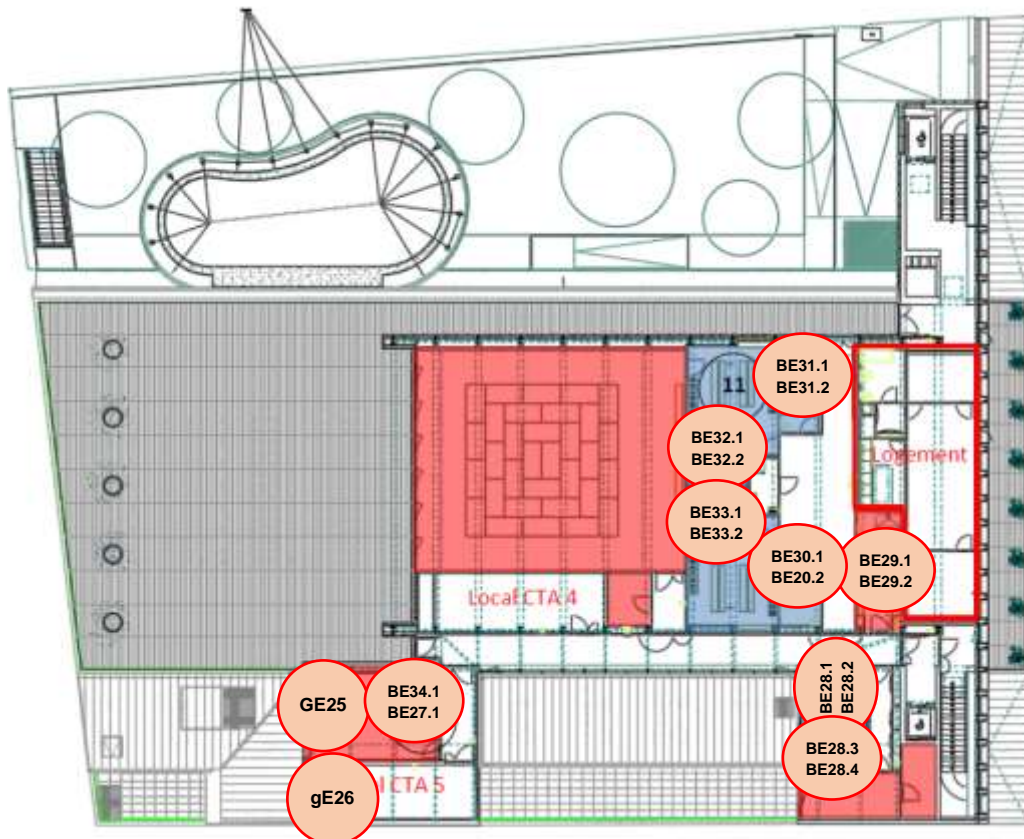 11
BE31.1
BE31.2
BE32.1
BE32.2
Logement
BE33.1
BE33.2
BE30.1
BE20.2
BE29.1
BE29.2
Local CTA 4
BE28.1
BE28.2
GE25
BE34.1
BE27.1
BE28.3
BE28.4
gE26
l CTA 5